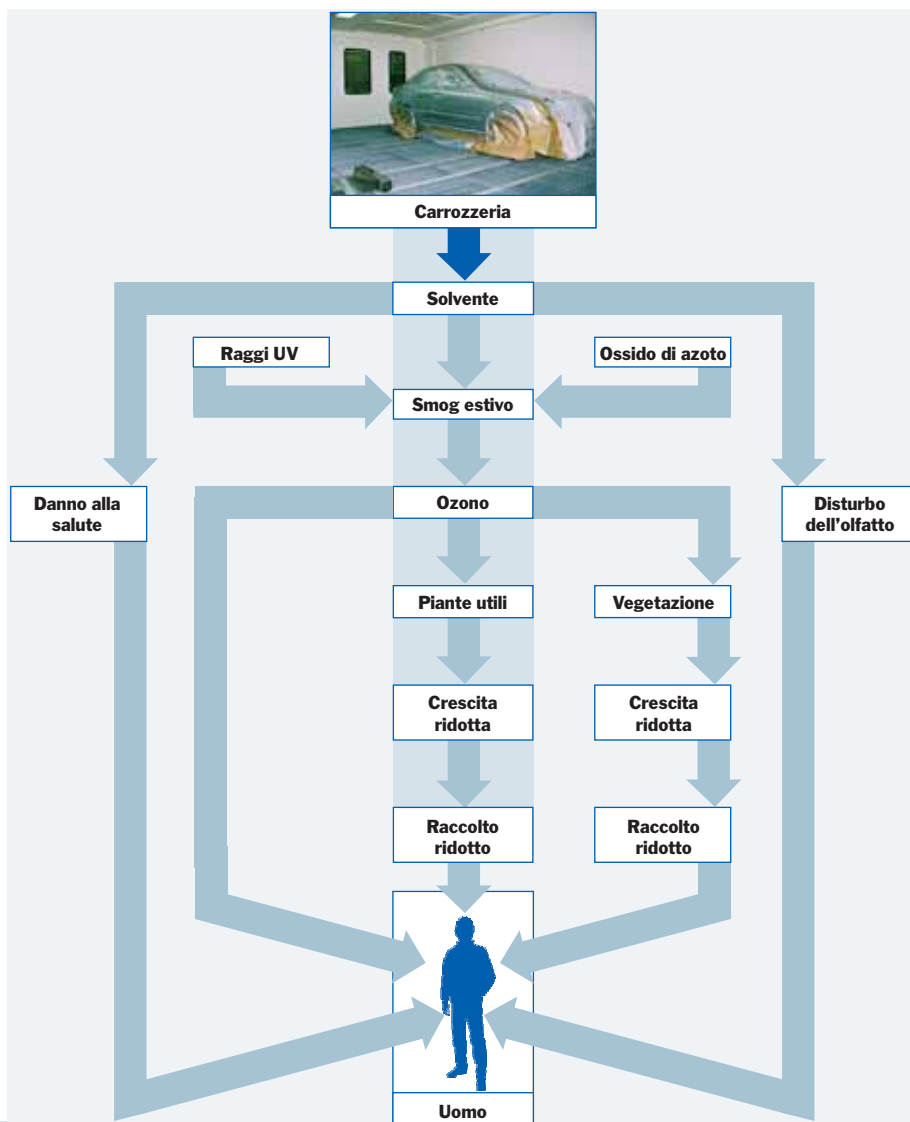 Carrozzeria
Solvente
Raggi UV
Ossido di azoto
Smog estivo
Danno alla
salute
Ozono
Disturbo
dell'olfatto
Piante utili
Vegetazione
Crescita
ridotta
Crescita
ridotta
Raccolto
ridotto
Raccolto
ridotto
Uomo